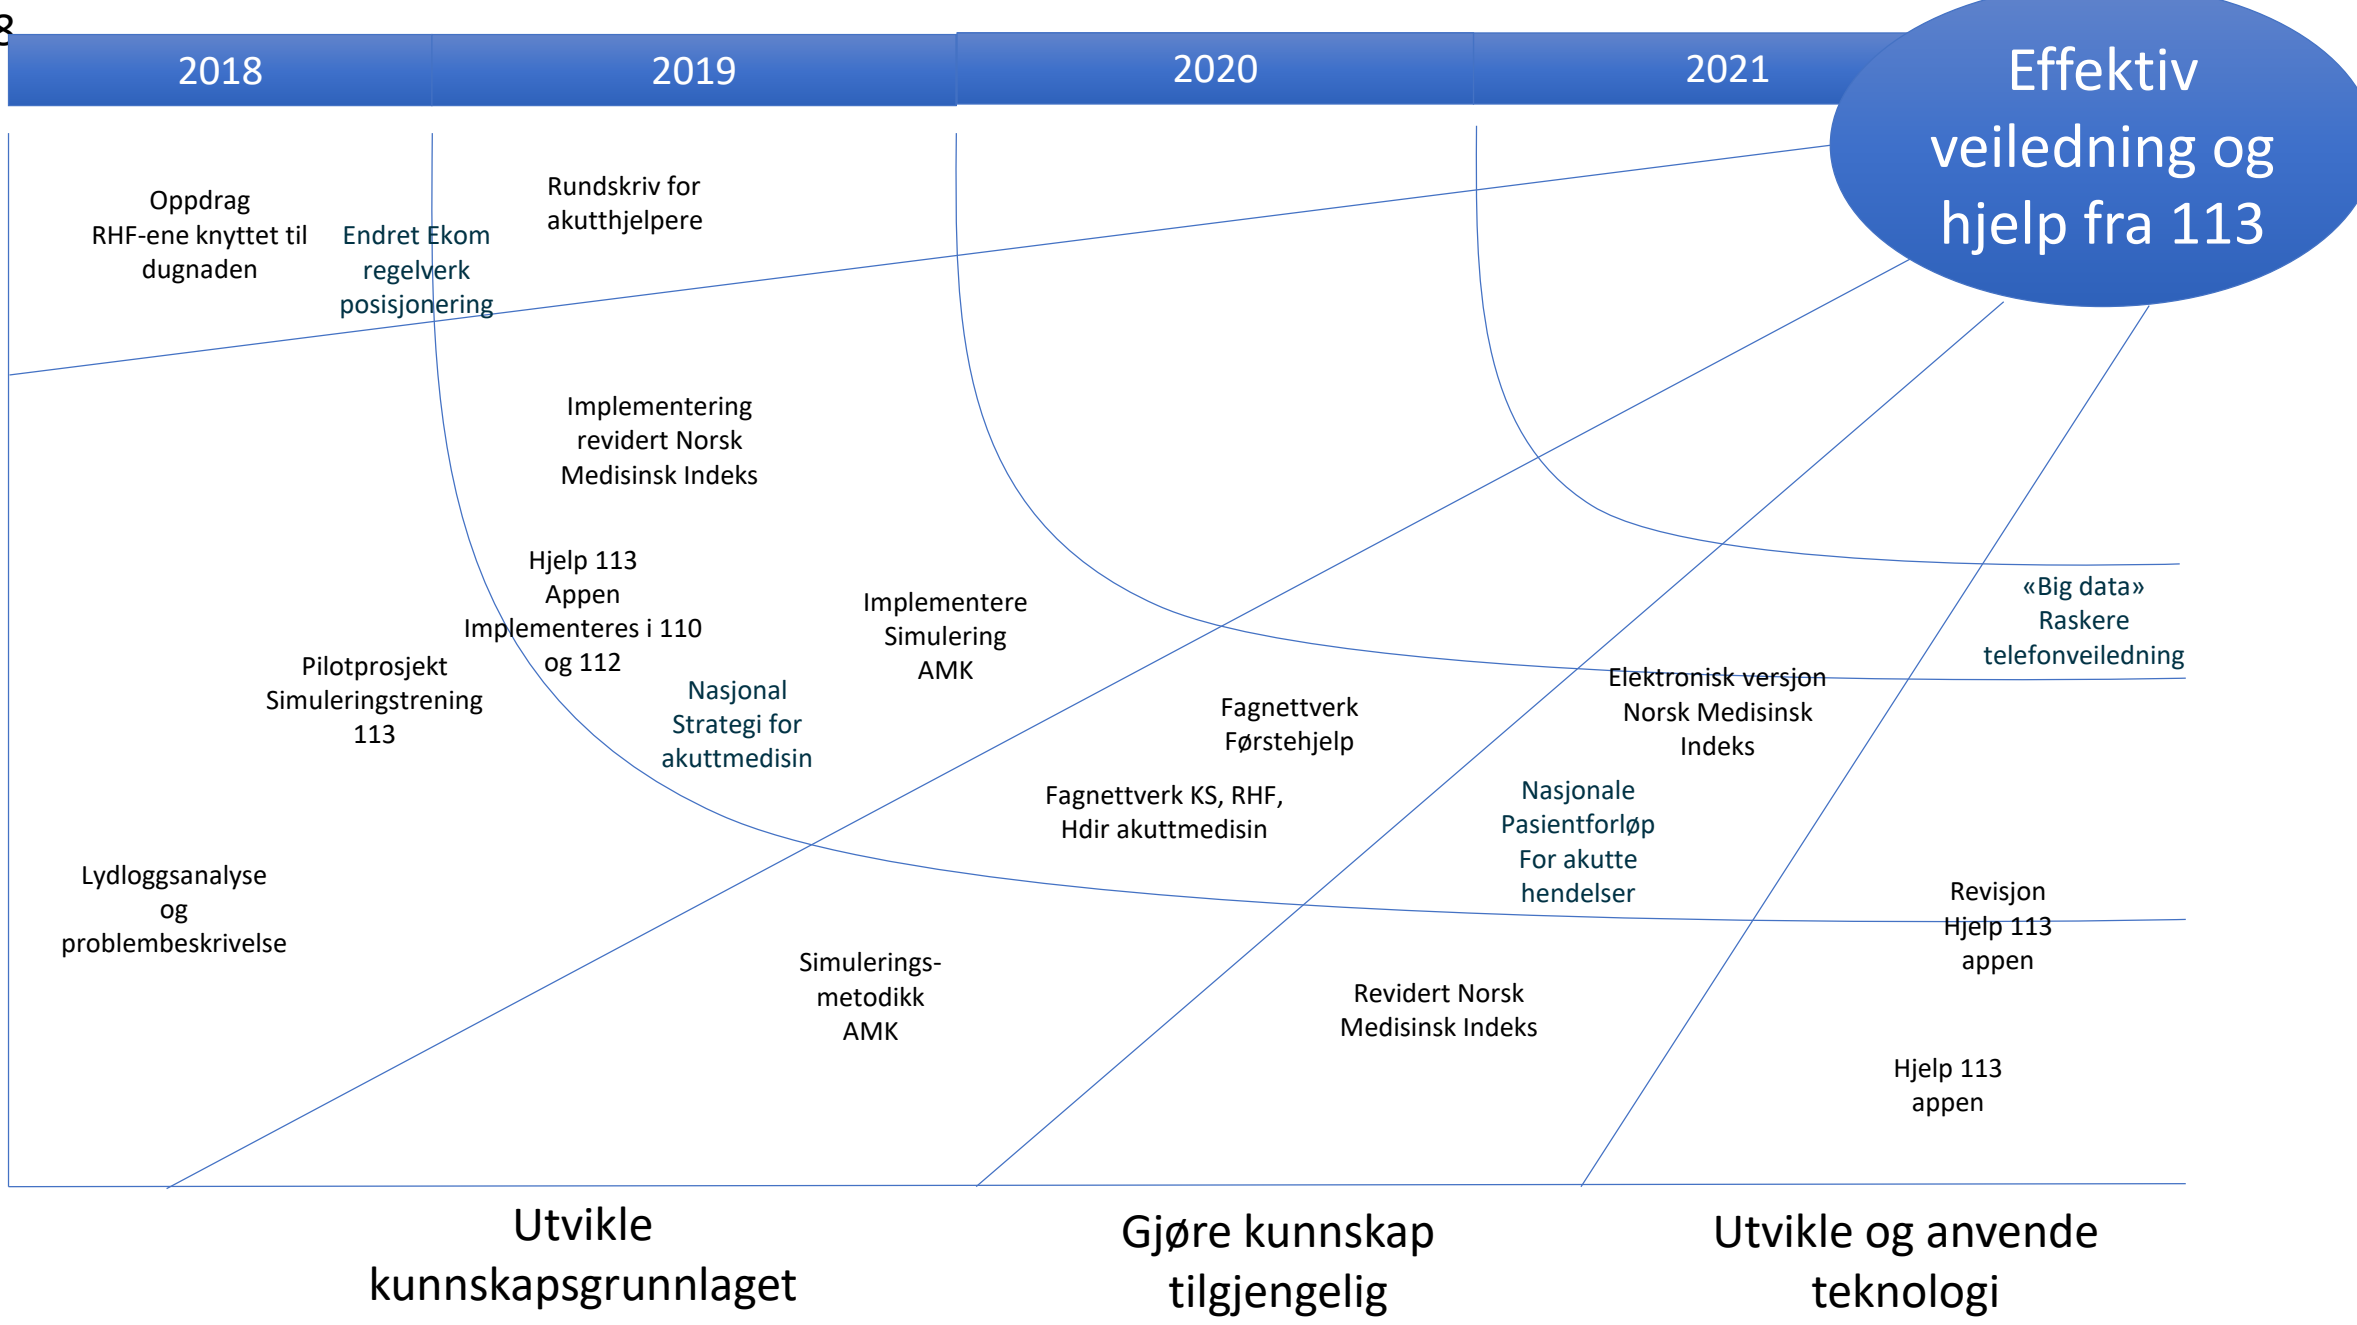 8
2018
2019
2020
2021
Effektiv
veiledning og
hjelp fra 113
Oppdrag
RHF-ene knyttet til
dugnaden
Endret Ekom
regelverk
posisjonering
Rundskriv for
akutthjelpere
Implementering
revidert Norsk
Medisinsk Indeks
Hjelp 113
Appen
Implementeres i 110
og 112
Implementere
Simulering
AMK
Pilotprosjekt
Simuleringstrening
113
Nasjonal
Strategi for
akuttmedisin
«Big data»
Raskere
telefonveiledning
Elektronisk versjon
Norsk Medisinsk
Indeks
Fagnettverk
Førstehjelp
Fagnettverk KS, RHF,
Hdir akuttmedisin
Nasjonale
Pasientforløp
For akutte
hendelser
Lydloggsanalyse
og
problembeskrivelse
Revisjon
Hjelp 113
appen
Simulerings-
metodikk
AMK
Revidert Norsk
Medisinsk Indeks
Hjelp 113
appen
Utvikle
kunnskapsgrunnlaget
Gjøre kunnskap
tilgjengelig
Utvikle og anvende
teknologi